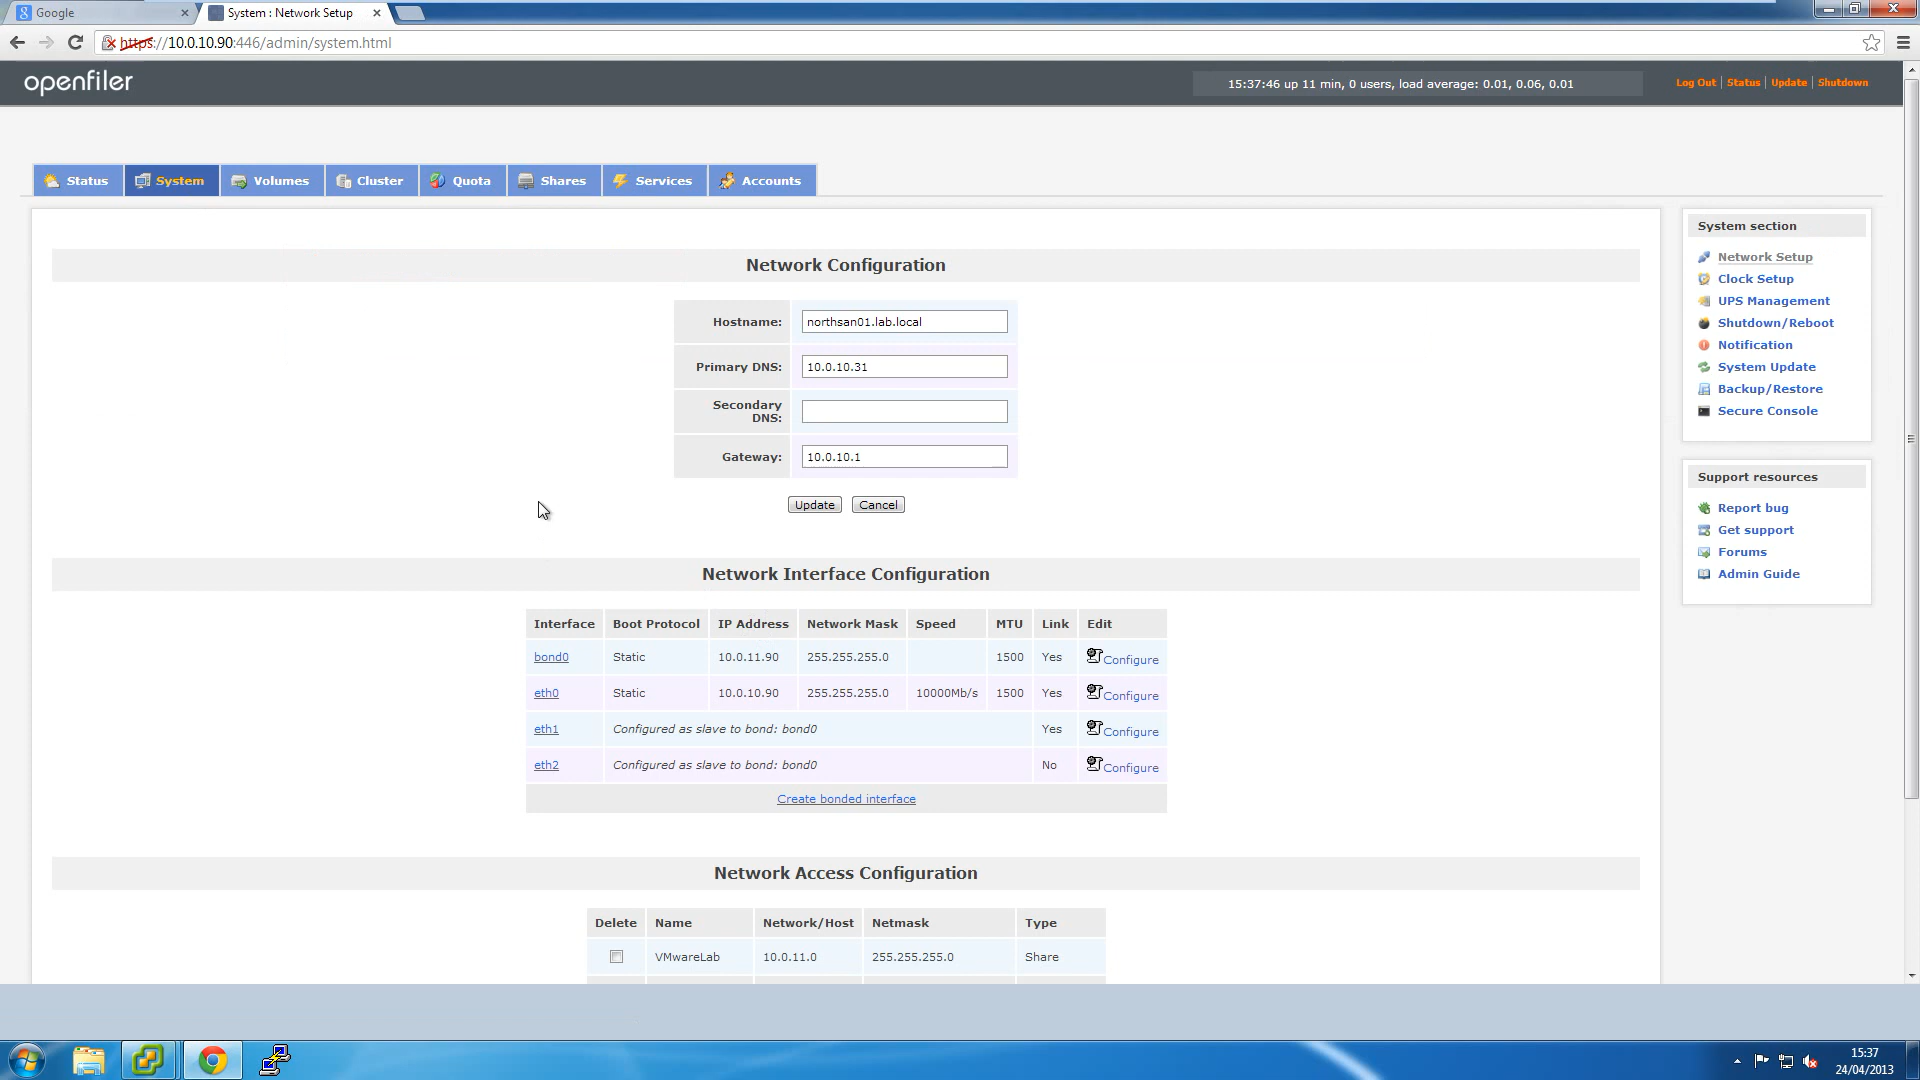 Google
System : Network Setup
https://10.0.10.90:446/admin/system.html
openfiler
15:37:46 up 11 min, 0 users, load average: 0.01, 0.06, 0.01
Log Out | Status | Update | Shutdown
Status
System
Volumes
Cluster
Quota
Shares
Services
Accounts
Network Configuration
Hostname: northsan01.lab.local
Primary DNS: 10.0.10.31
Secondary
DNS:
Gateway: 10.0.10.1
Update Cancel
Network Interface Configuration
Interface Boot Protocol IP Address Network Mask Speed MTU Link Edit
bond0 Static 10.0.11.90 255.255.255.0 1500 Yes Configure
eth0 Static 10.0.10.90 255.255.255.0 10000Mb/s 1500 Yes Configure
eth1 Configured as slave to bond: bond0 Yes Configure
eth2 Configured as slave to bond: bond0 No Configure
Create bonded interface
Network Access Configuration
Delete Name Network/Host Netmask Type
VMwareLab 10.0.11.0 255.255.255.0 Share
System section
Network Setup
Clock Setup
UPS Management
Shutdown/Reboot
Notification
System Update
Backup/Restore
Secure Console
Support resources
Report bug
Get support
Forums
Admin Guide
15:37
24/04/2013